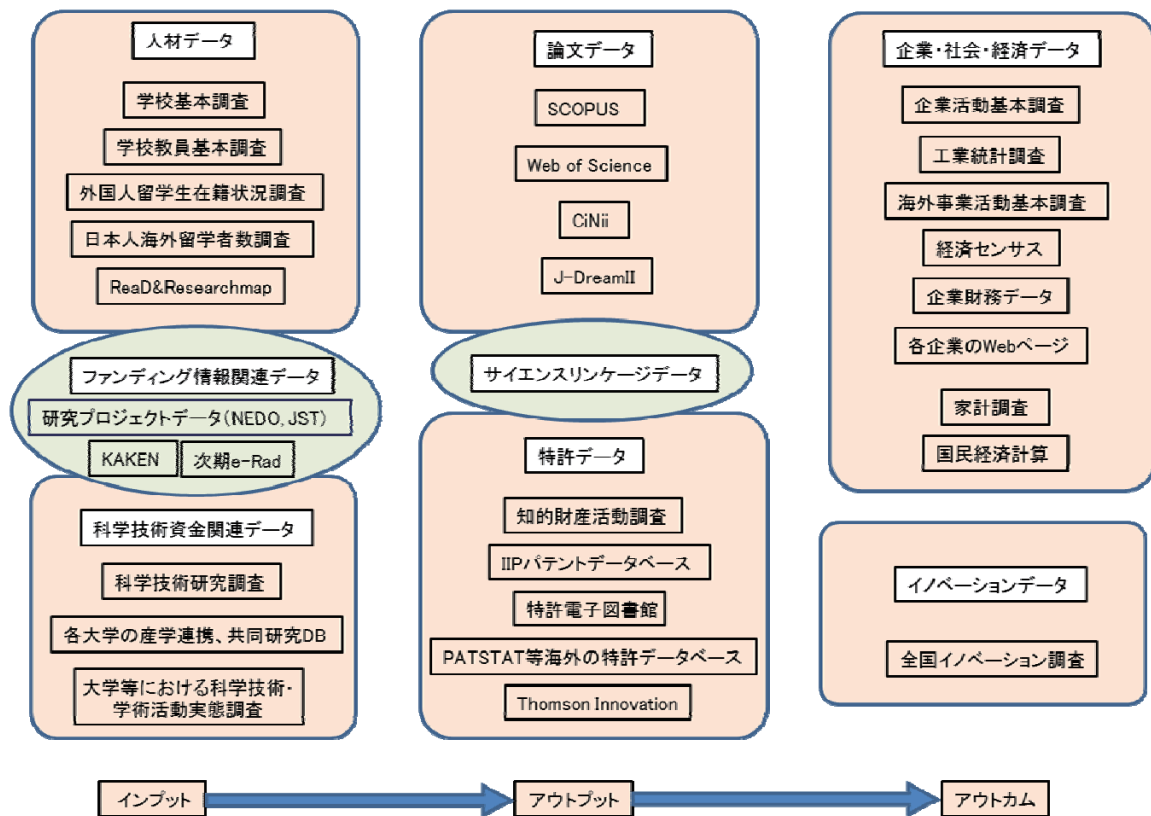 人材データ
学校基本調査
学校教員基本調査
外国人留学生在籍状況調査
日本人海外留学者数調査
ReaD&Researchmap
ファンディング情報関連データ
研究プロジェクトデータ(NEDO, JST)
KAKEN
次期e-Rad
科学技術資金関連データ
科学技術研究調査
各大学の産学連携、共同研究DB
大学等における科学技術・
学術活動実態調査
論文データ
SCOPUS
Web of Science
CiNii
J-DreamII
サイエンスリンケージデータ
特許データ
知的財産活動調査
IIPパテントデータベース
特許電子図書館
PATSTAT等海外の特許データベース
Thomson Innovation
企業・社会・経済データ
企業活動基本調査
工業統計調査
海外事業活動基本調査
経済センサス
企業財務データ
各企業のWebページ
家計調査
国民経済計算
イノベーションデータ
全国イノベーション調査
インプット
アウトプット
アウトカム